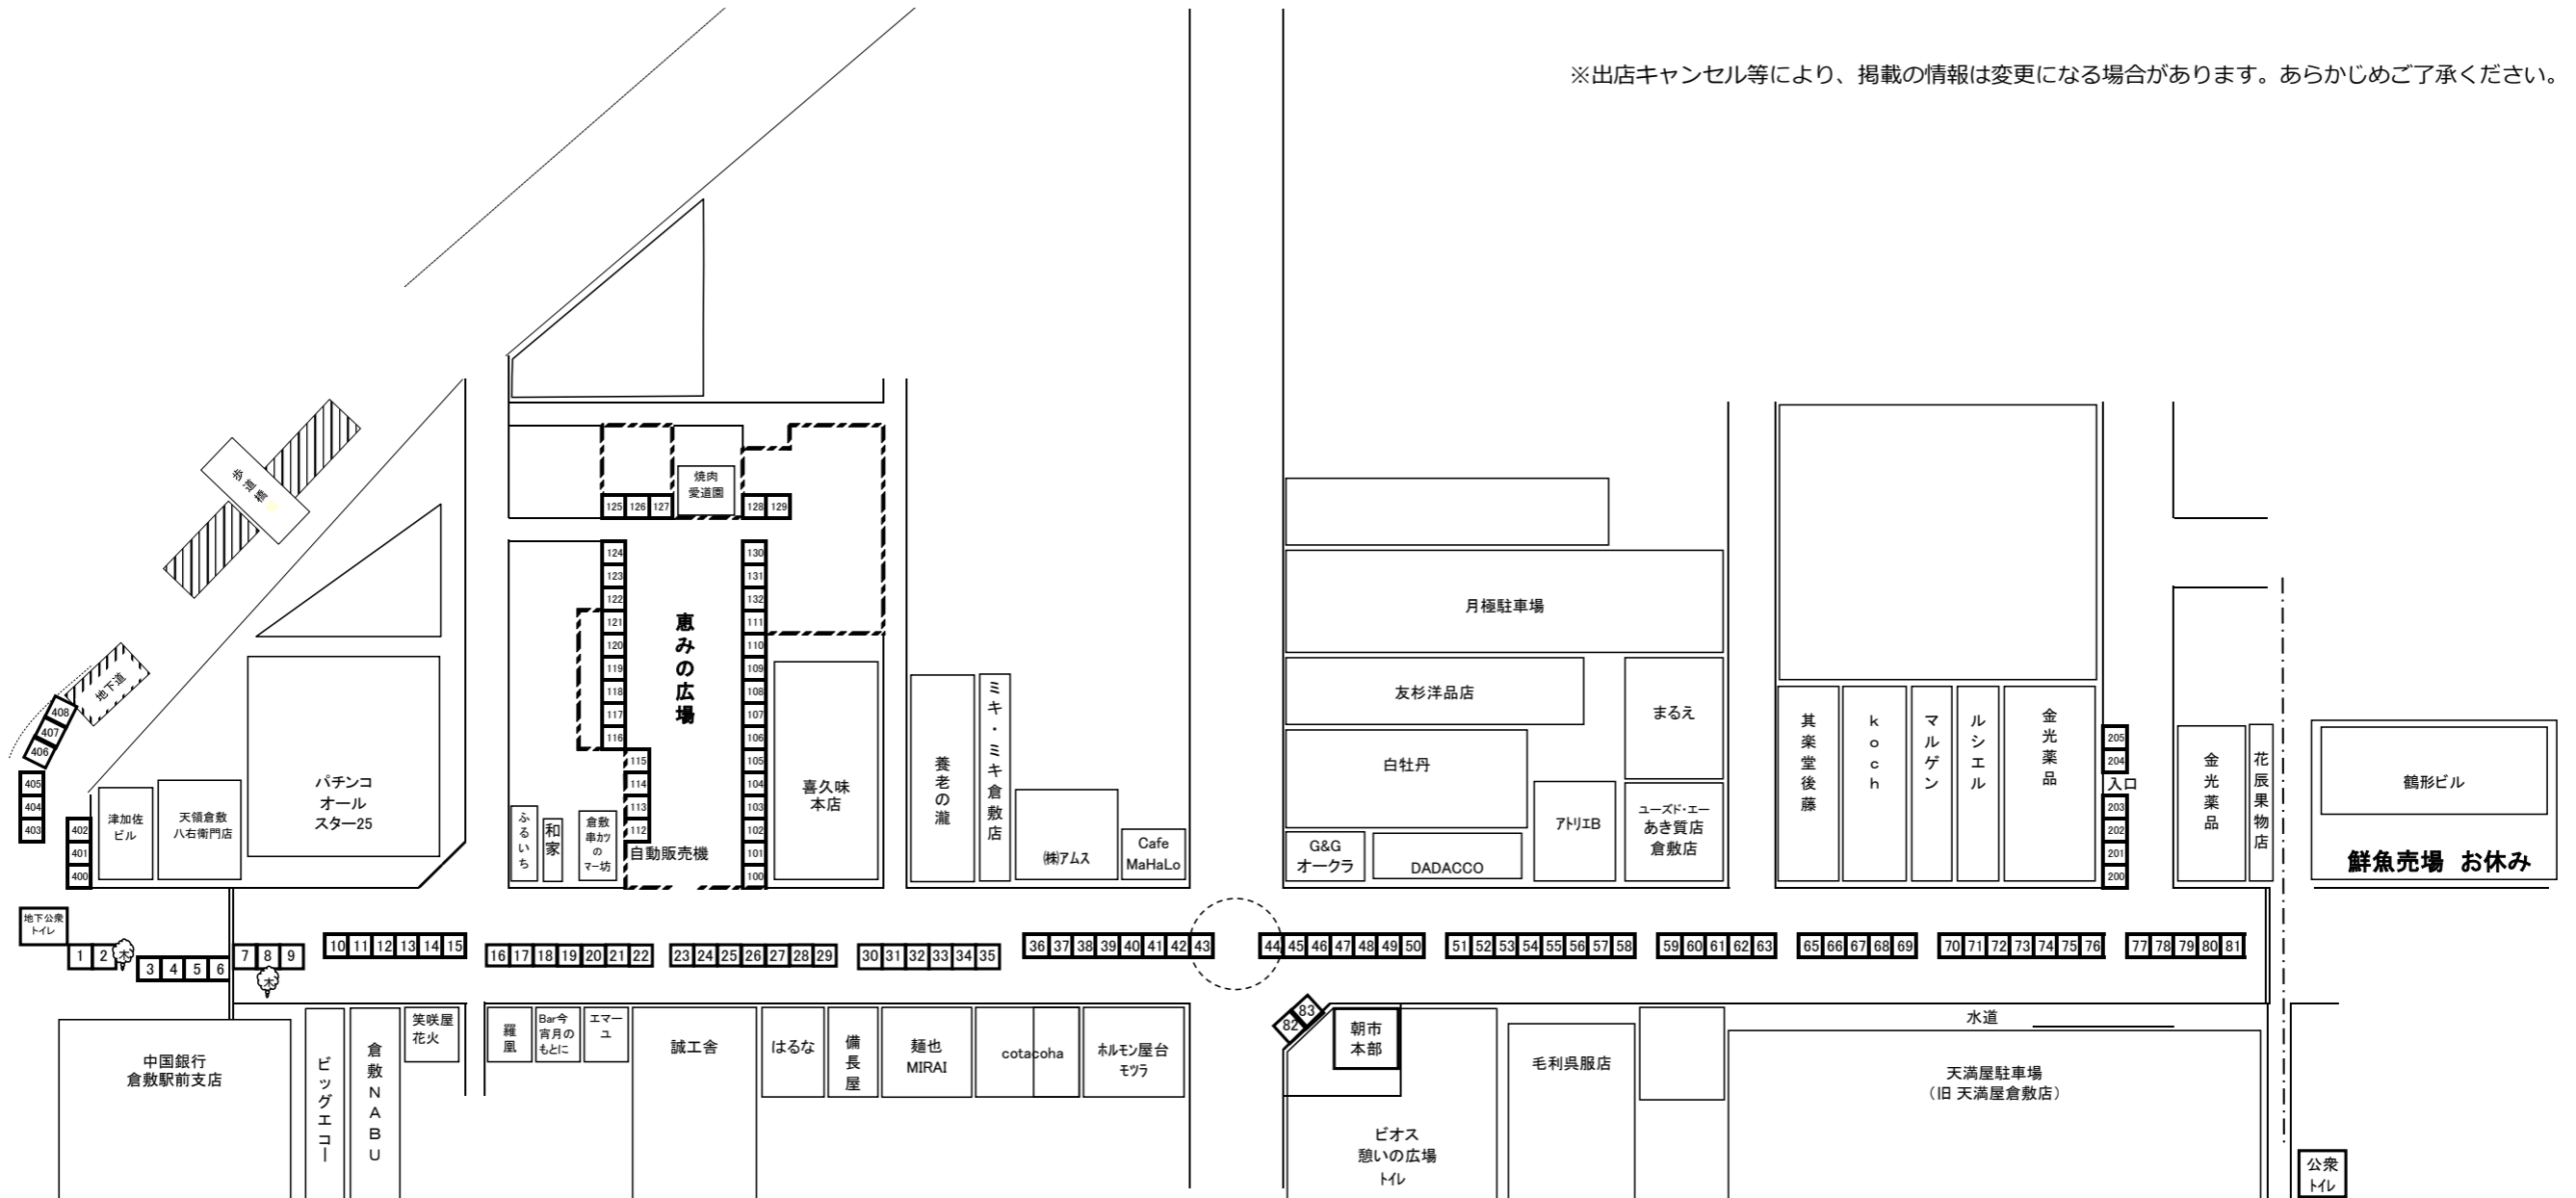 ※出店キャンセル等により、掲載の情報は変更になる場合があります。あらかじめご了承ください。
歩道橋
地下道
408
407
406
405
404
403
402
401
400
津加佐
ビル
天領倉敷
八右衛門店
パチンコ
オール
スター25
焼肉
愛道園
125 126 127
128 129
124
123
122
121
120
119
118
117
116
115
114
113
112
恵みの広場
130
131
132
111
110
109
108
107
106
105
104
103
102
101
100
ふるいち
和家
倉敷
串カツ
の
マー坊
自動販売機
喜久味
本店
養老の瀧
ミキ・ミキ倉敷店
㈱アムス
Cafe
MaHaLo
月極駐車場
友杉洋品店
まるえ
白牡丹
アトリエB
ユーズド・エー
あき質店
倉敷店
G&G
オークラ
DADACCO
其楽堂後藤
koch
マルゲン
ルシエル
金光薬品
205
204
入口
203
202
201
200
金光薬品
花辰果物店
鶴形ビル
鮮魚売場 お休み
地下公衆
トイレ
1 2 木
3 4 5 6
7 8 9
木
10 11 12 13 14 15
16 17 18 19 20 21 22
23 24 25 26 27 28 29
30 31 32 33 34 35
36 37 38 39 40 41 42 43
44 45 46 47 48 49 50
51 52 53 54 55 56 57 58
59 60 61 62 63
65 66 67 68 69
70 71 72 73 74 75 76
77 78 79 80 81
82 83
中国銀行
倉敷駅前支店
ビッグエコー
倉敷NABU
笑咲屋
花火
羅凰
Bar今
宵月の
もとに
エマー
ユ
誠工舎
はるな
備長屋
麺也
MIRAI
cotacoha
ホルモン屋台
モツラ
朝市
本部
ビオス
憩いの広場
トイレ
毛利呉服店
水道
天満屋駐車場
（旧 天満屋倉敷店）
公衆
トイレ